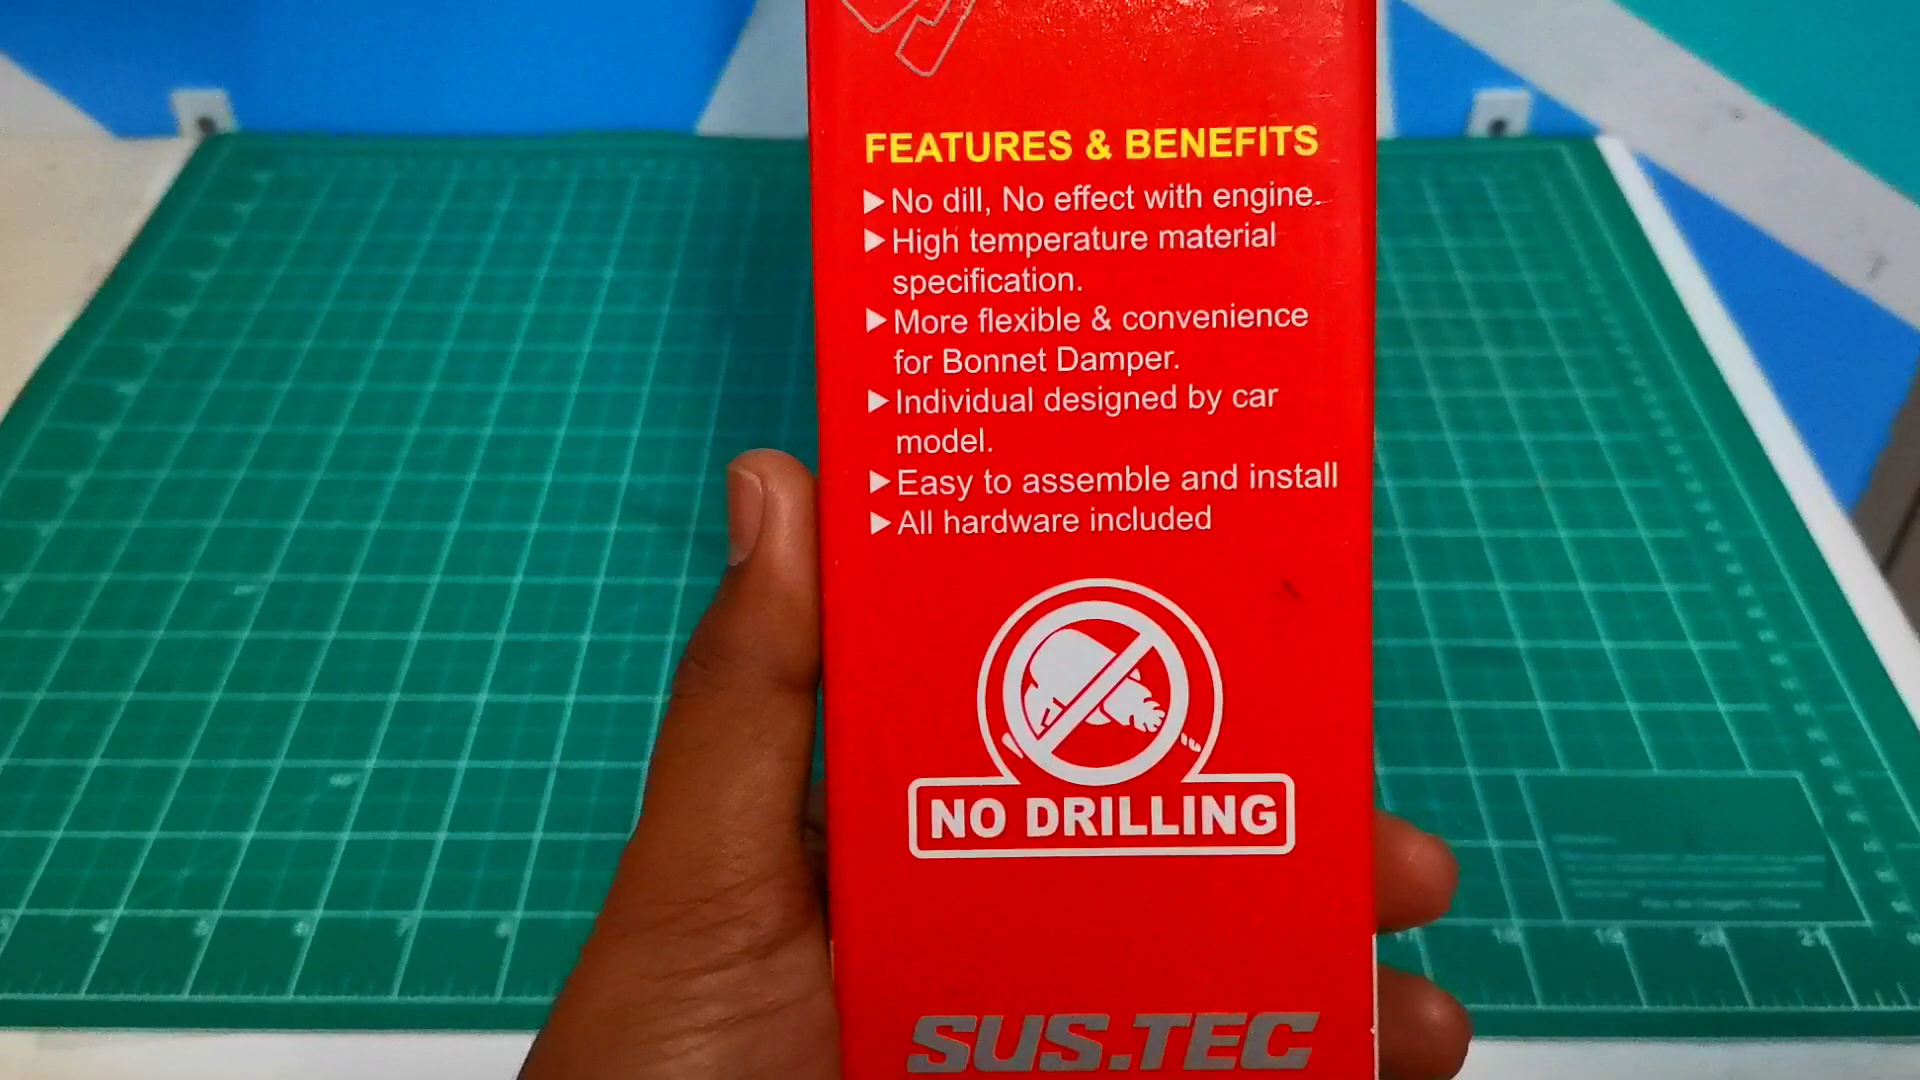 FEATURES & BENEFITS
No dill, No effect with engine.
High temperature material
specification.
More flexible & convenience
for Bonnet Damper.
Individual designed by car
model.
Easy to assemble and install
All hardware included
NO DRILLING
SUS.TEC